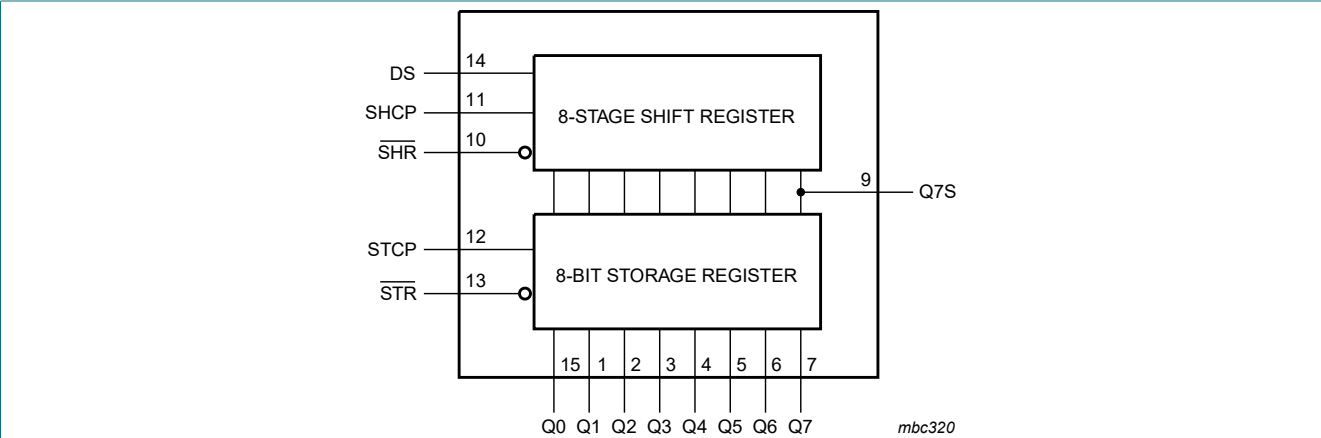 14
DS
11
SHCP
8-STAGE SHIFT REGISTER
10
SHR
9
Q7S
12
STCP
8-BIT STORAGE REGISTER
13
STR
15 1 2 3 4 5 6 7
Q0 Q1 Q2 Q3 Q4 Q5 Q6 Q7
mbc320